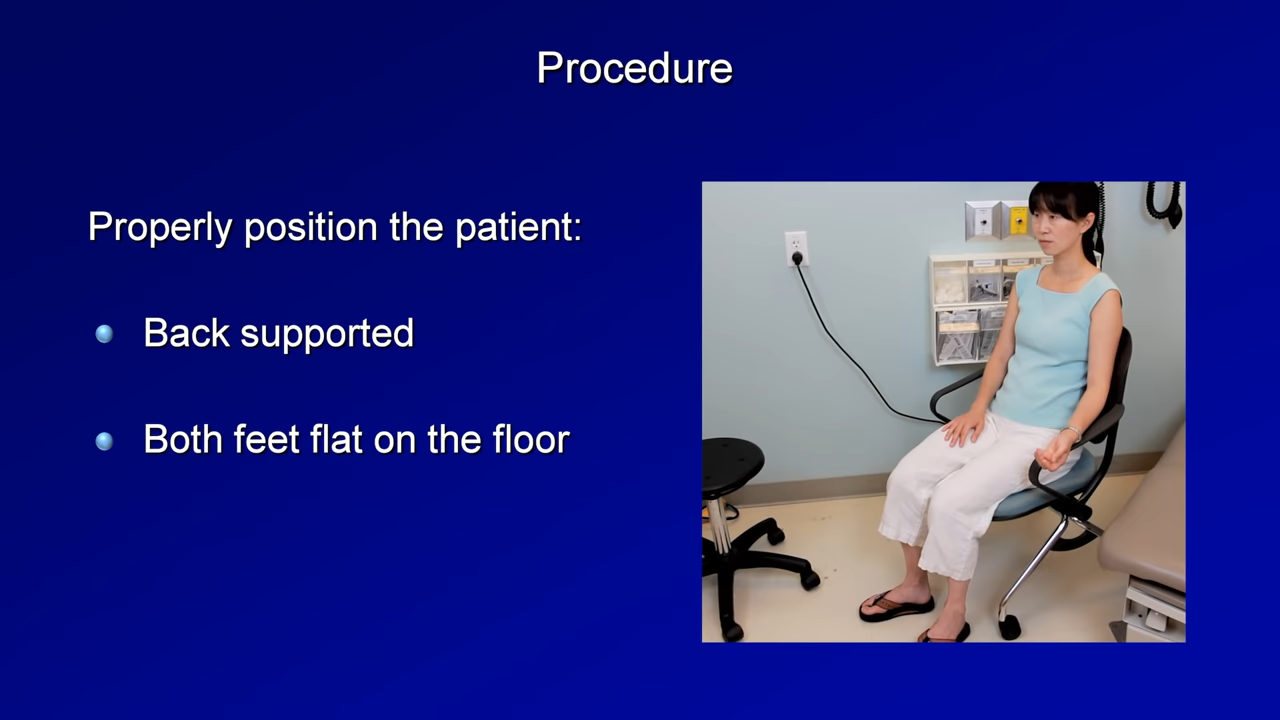 Procedure
Properly position the patient:
Back supported
Both feet flat on the floor